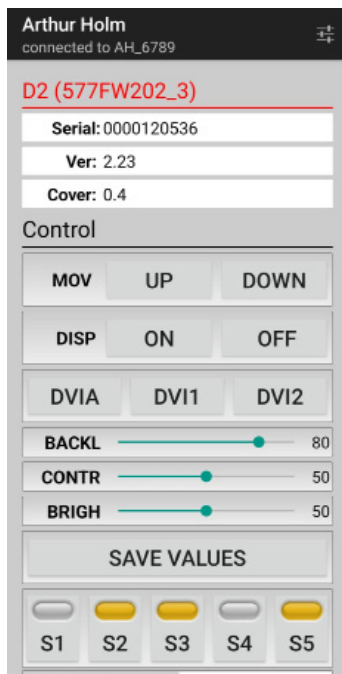 Arthur Holm
connected to AH_6789
D2 (577FW202_3)
Serial: 0000120536
Ver: 2.23
Cover: 0.4
Control
MOV UP DOWN
DISP ON OFF
DVIA DVI1 DVI2
BACKL 80
CONTR 50
BRIGH 50
SAVE VALUES
S1 S2 S3 S4 S5